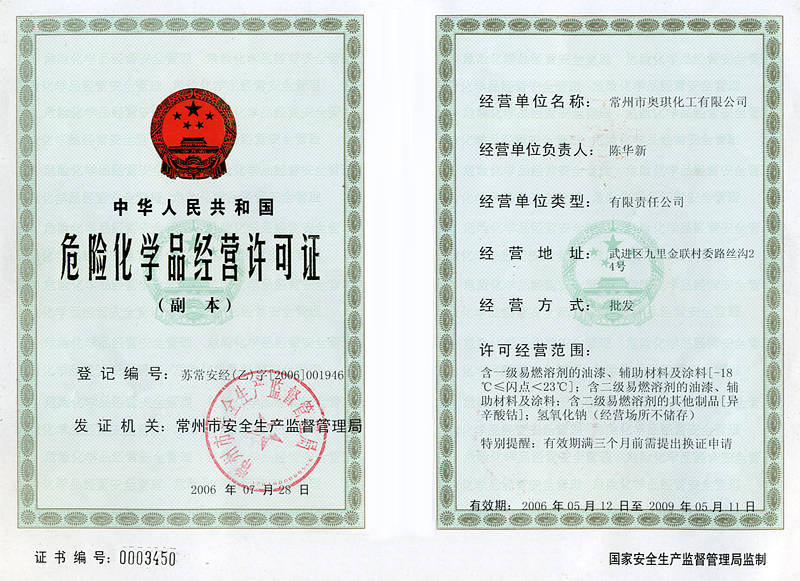 中华人民共和国
危险化学品经营许可证
(副 本)
登记编号: 苏常安经(乙)字[2006]001946
发证机关: 常州市安全生产监督管理局
常州市安全生产监督管理局
2006 年 07 月 28 日
证书编号: 0003450
经营单位名称: 常州市奥琪化工有限公司
经营单位负责人: 陈华新
经营单位类型: 有限责任公司
经营地址: 武进区九里金联村委路丝沟2
4号
经营方式: 批发
许可经营范围:
含一级易燃溶剂的油漆、辅助材料及涂料[-18
℃≤闪点<23℃]; 含二级易燃溶剂的油漆、辅
助材料及涂料; 含二级易燃溶剂的其他制品[异
辛酸钴]; 氢氧化钠(经营场所不储存)
特别提醒: 有效期满三个月前需提出换证申请
有效期: 2006 年 05 月 12 日至 2009 年 05 月 11 日
国家安全生产监督管理局监制